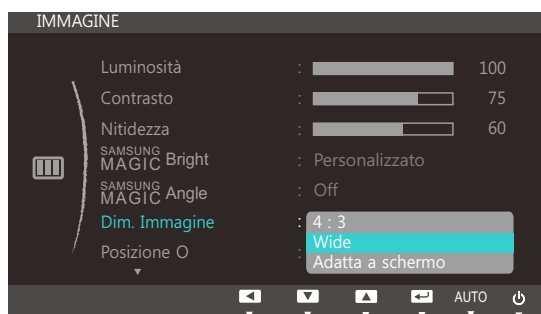 IMMAGINE
Luminosità : 100
Contrasto : 75
Nitidezza : 60
SAMSUNG MAGIC Bright : Personalizzato
SAMSUNG MAGIC Angle : Off
Dim. Immagine : 4 : 3
Wide
Posizione O : Adatta a schermo
AUTO